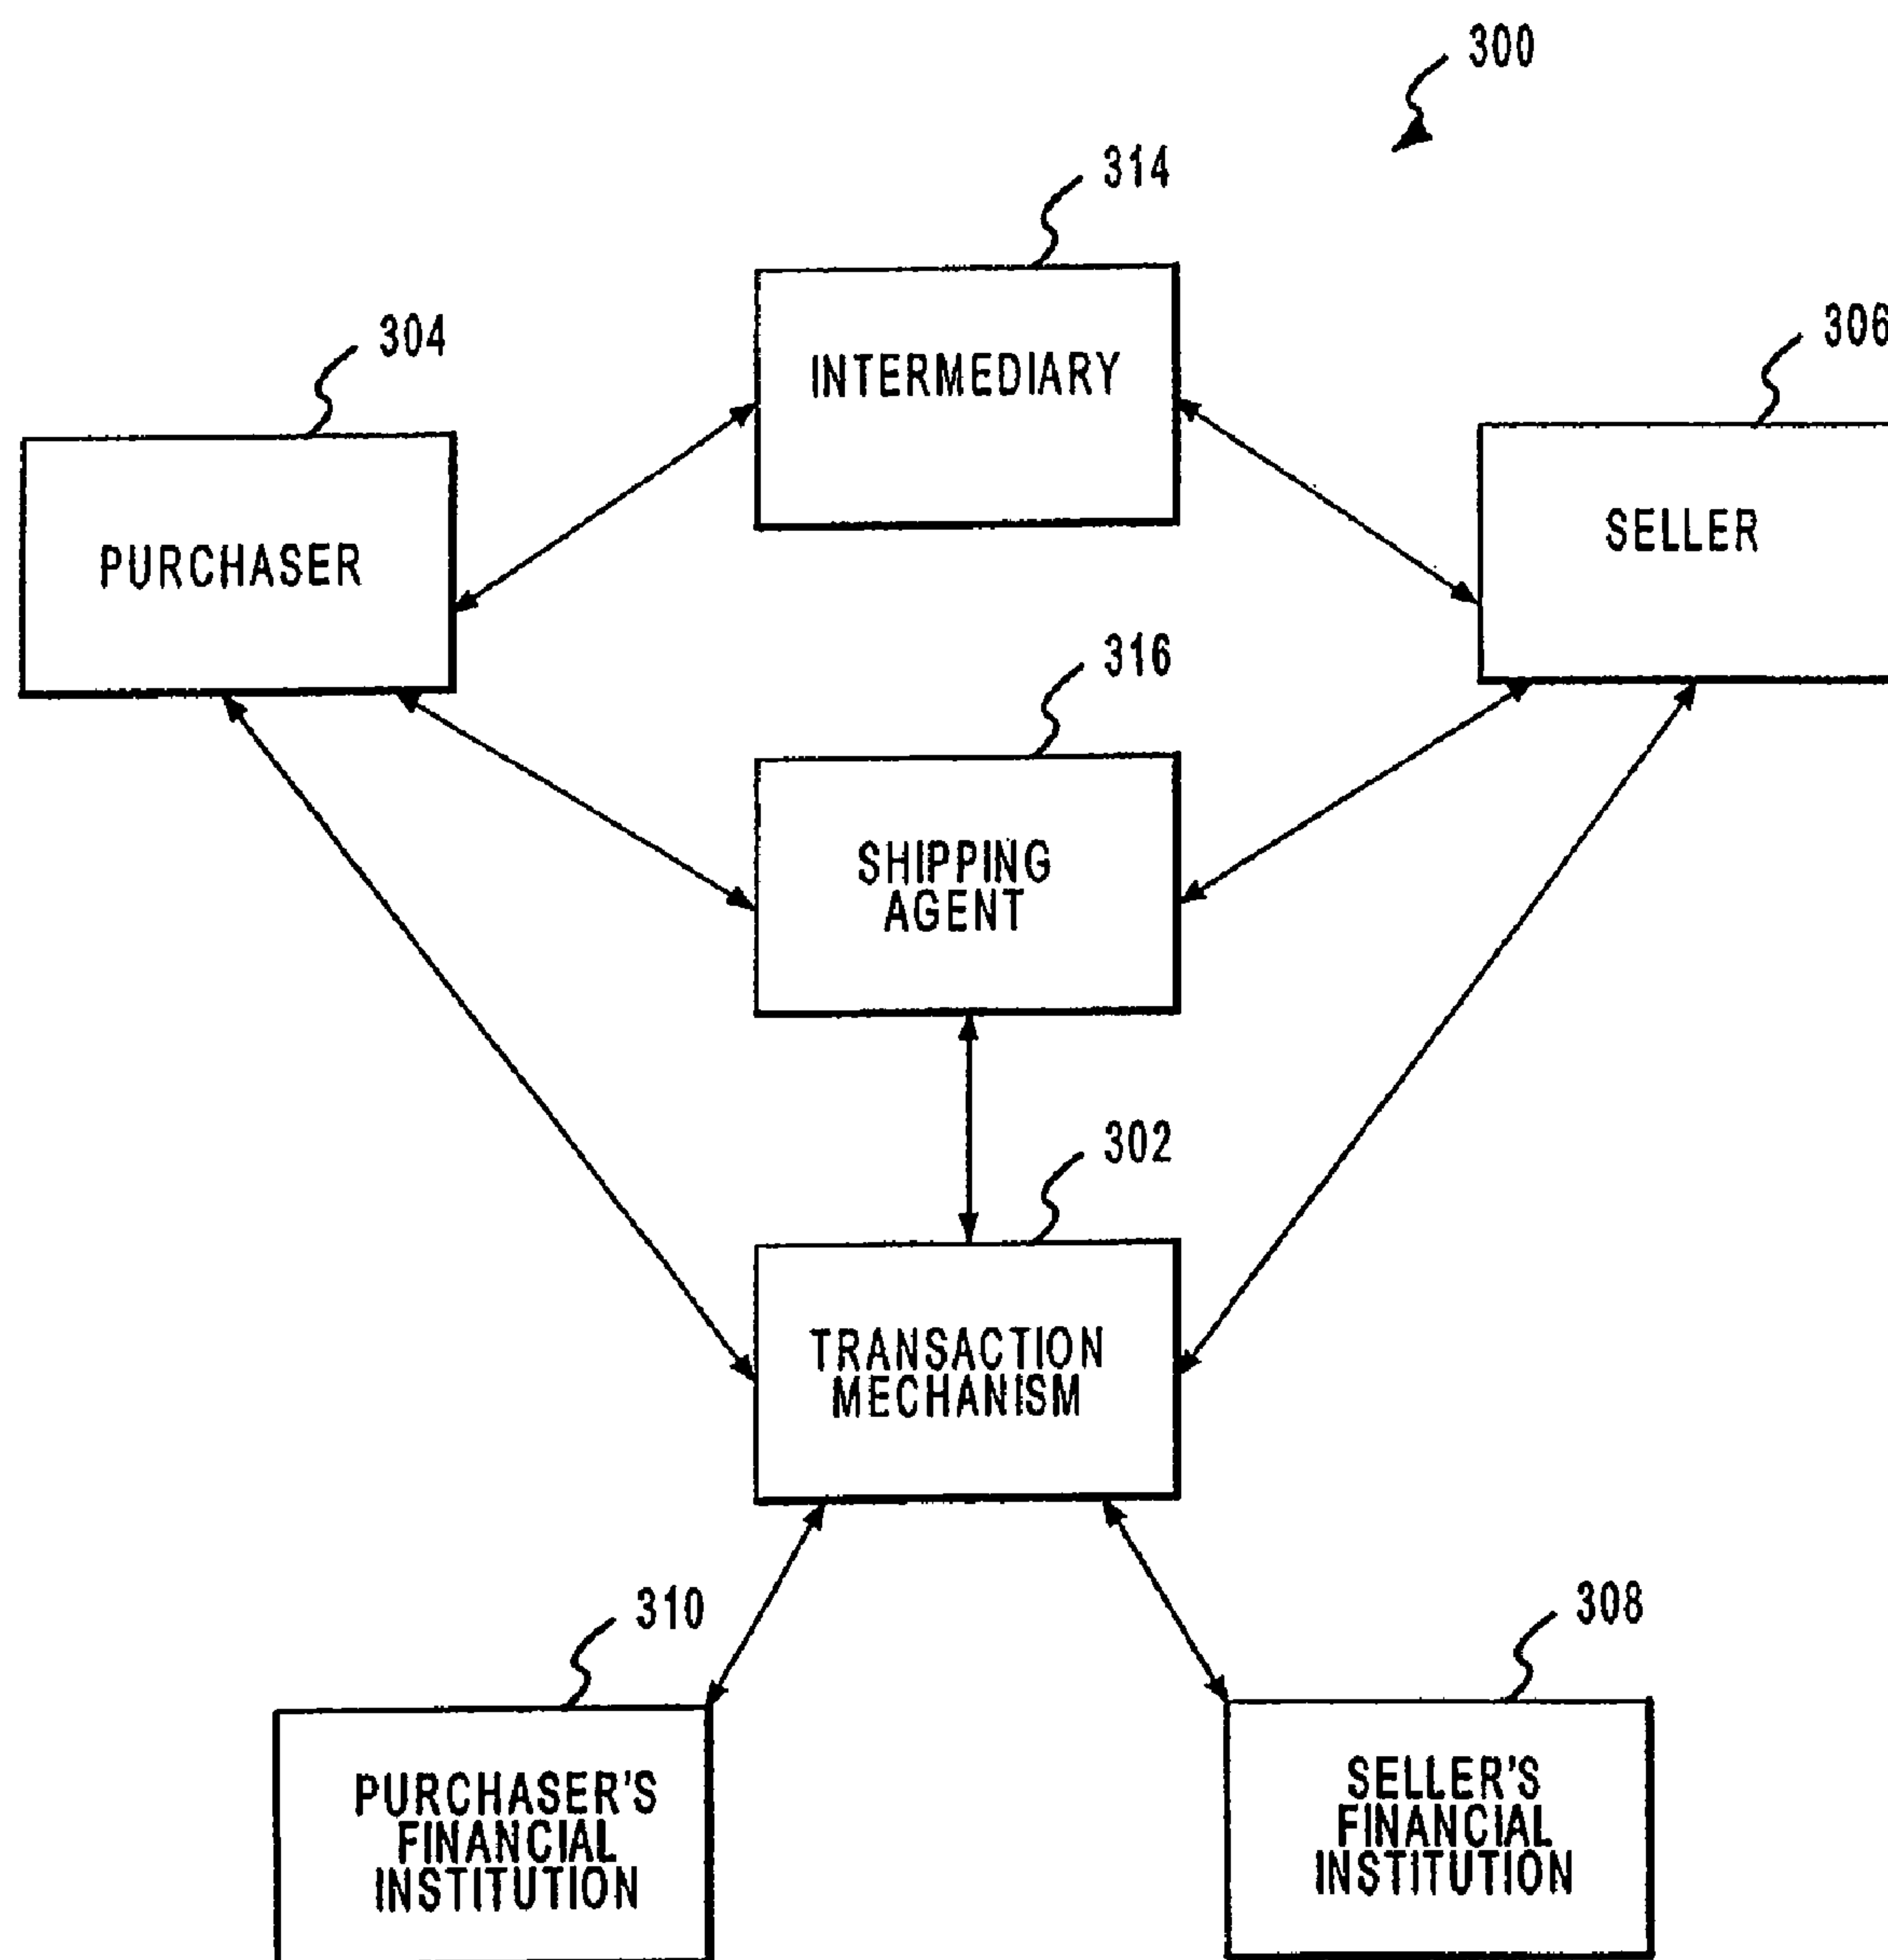 300
314
304
306
INTERMEDIARY
SELLER
PURCHASER
316
SHIPPING
AGENT
302
TRANSACTION
MECHANISM
310
308
PURCHASER'S
FINANCIAL
INSTITUTION
SELLER'S
FINANCIAL
INSTITUTION